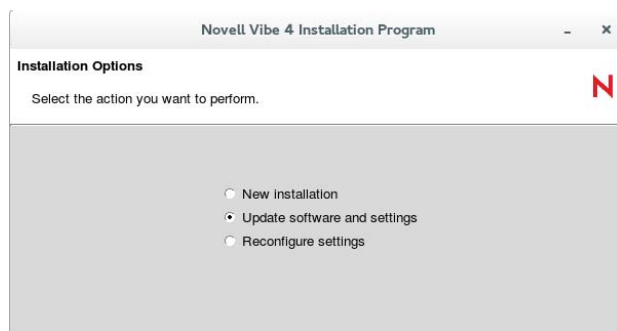 Novell Vibe 4 Installation Program
Installation Options
Select the action you want to perform.
N
New installation
Update software and settings
Reconfigure settings